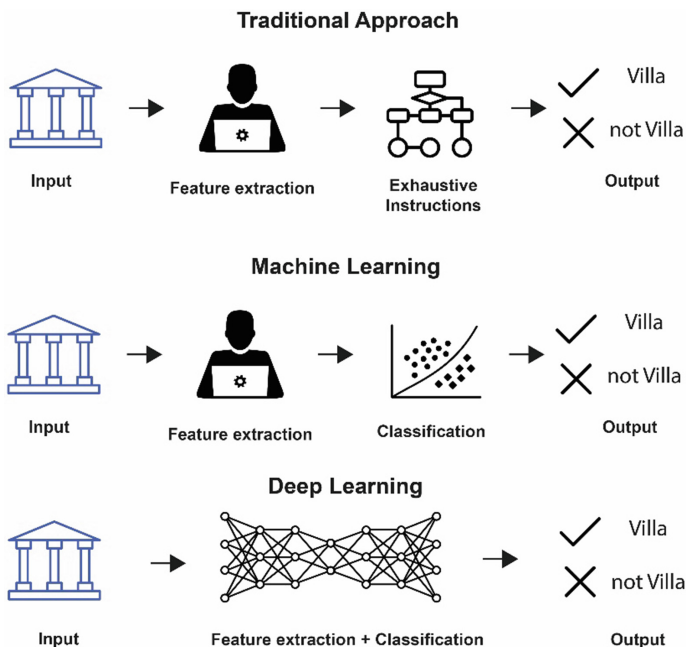 Traditional Approach
Villa
not Villa
Input
Feature extraction
Exhaustive
Instructions
Output
Machine Learning
Villa
not Villa
Input
Feature extraction
Classification
Output
Deep Learning
Villa
not Villa
Input
Feature extraction + Classification
Output